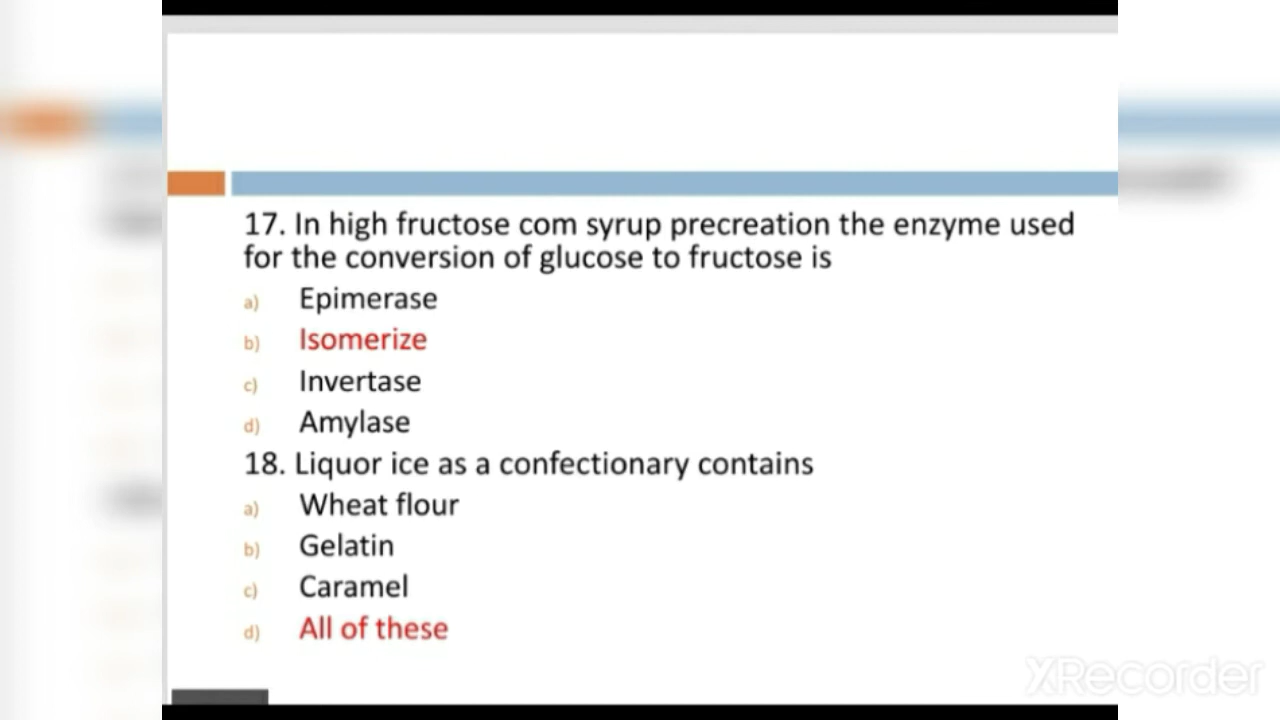 17. In high fructose com syrup precreation the enzyme used
for the conversion of glucose to fructose is
a) Epimerase
b) Isomerize
c) Invertase
d) Amylase
18. Liquor ice as a confectionary contains
a) Wheat flour
b) Gelatin
c) Caramel
d) All of these
XRecorder